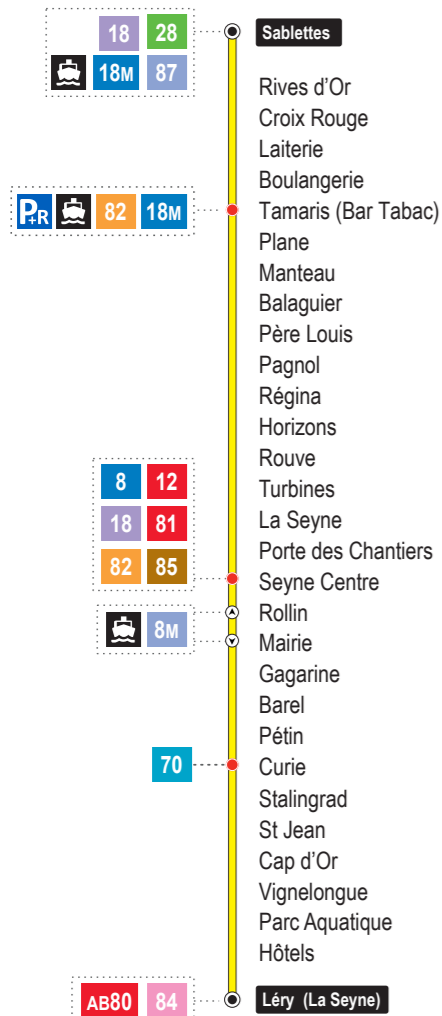 18 28 Sablettes
18M 87
Rives d’Or
Croix Rouge
Laiterie
Boulangerie
P+R 82 18M Tamaris (Bar Tabac)
Plane
Manteau
Balaguier
Père Louis
Pagnol
Régina
Horizons
Rouve
8 12 Turbines
18 81 La Seyne
Porte des Chantiers
82 85 Seyne Centre
Rollin
8M Mairie
Gagarine
Barel
Pétin
70 Curie
Stalingrad
St Jean
Cap d’Or
Vignelongue
Parc Aquatique
Hôtels
AB80 84 Léry (La Seyne)